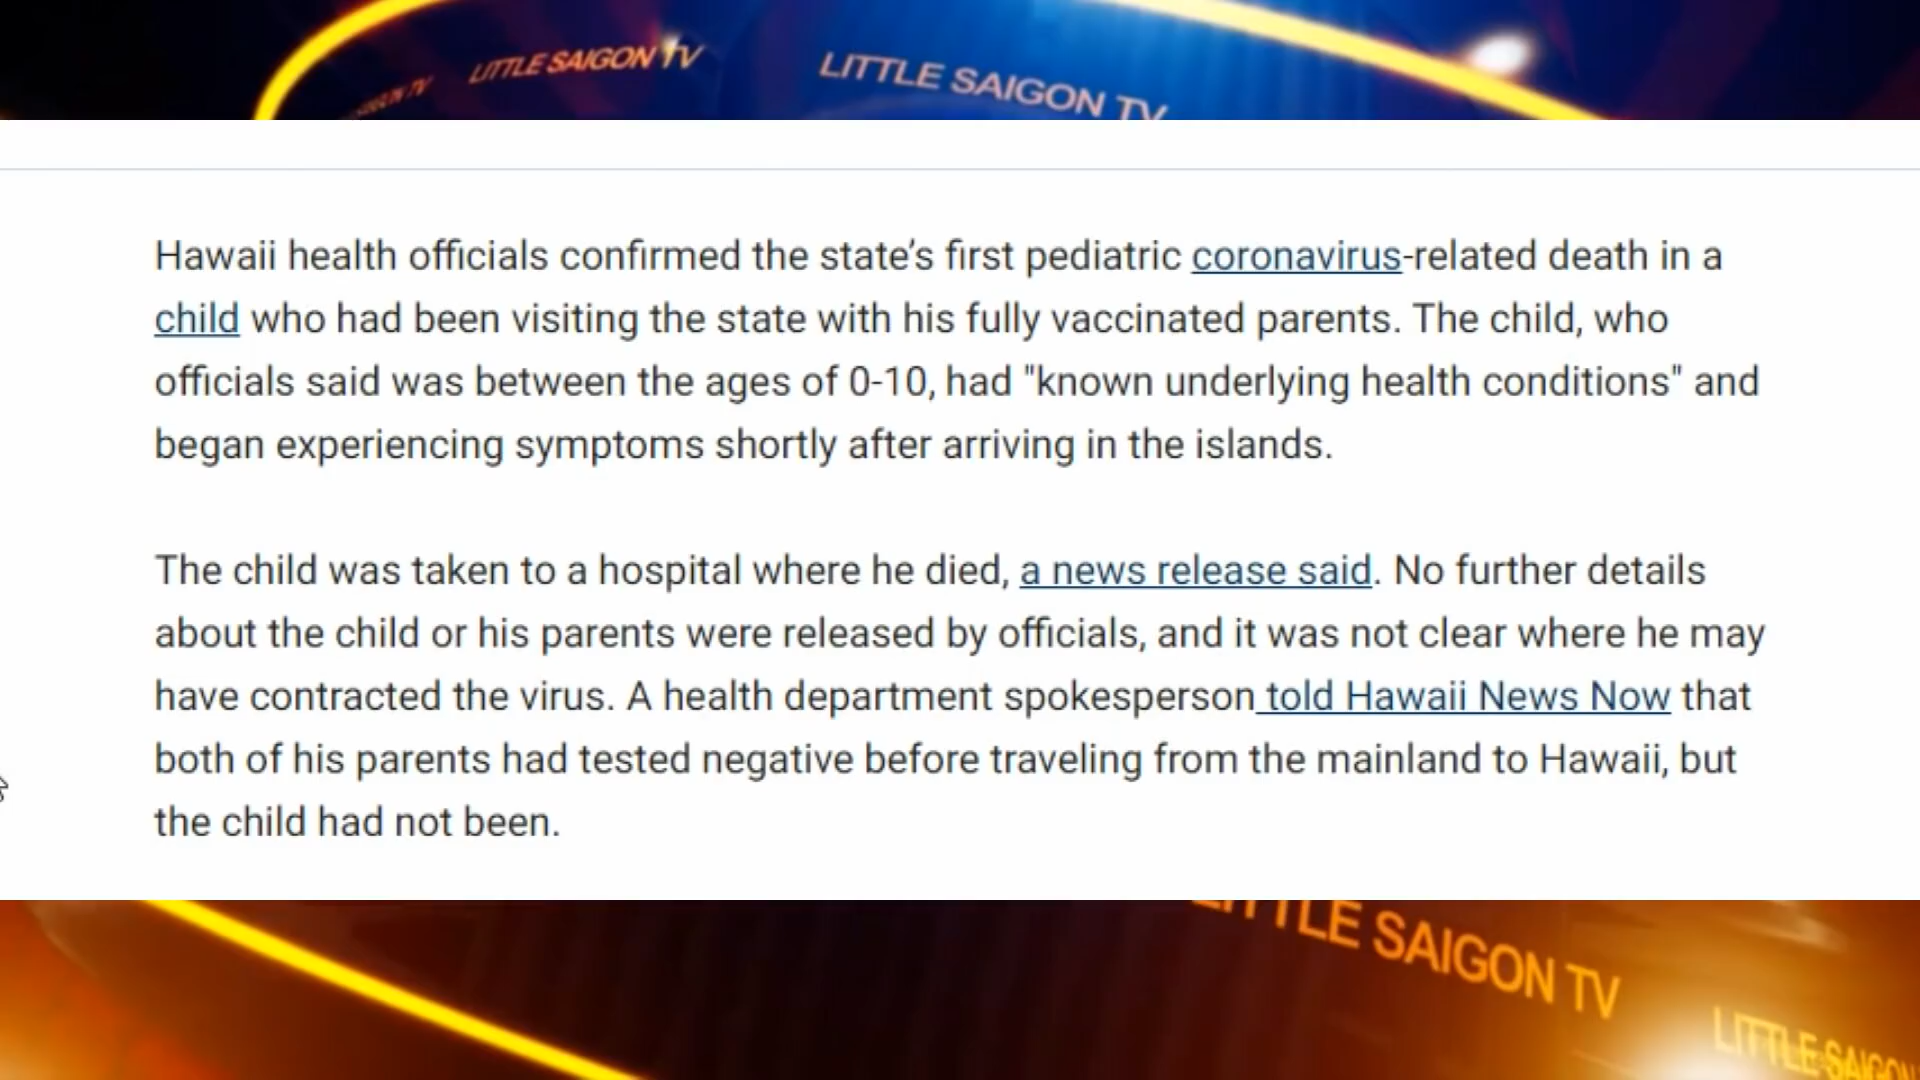 LITTLE SAIGON TV
LITTLE SAIGON TV
Hawaii health officials confirmed the state’s first pediatric coronavirus-related death in a
child who had been visiting the state with his fully vaccinated parents. The child, who
officials said was between the ages of 0-10, had "known underlying health conditions" and
began experiencing symptoms shortly after arriving in the islands.
The child was taken to a hospital where he died, a news release said. No further details
about the child or his parents were released by officials, and it was not clear where he may
have contracted the virus. A health department spokesperson told Hawaii News Now that
both of his parents had tested negative before traveling from the mainland to Hawaii, but
the child had not been.
LITTLE SAIGON TV
LITTLE SAIGON